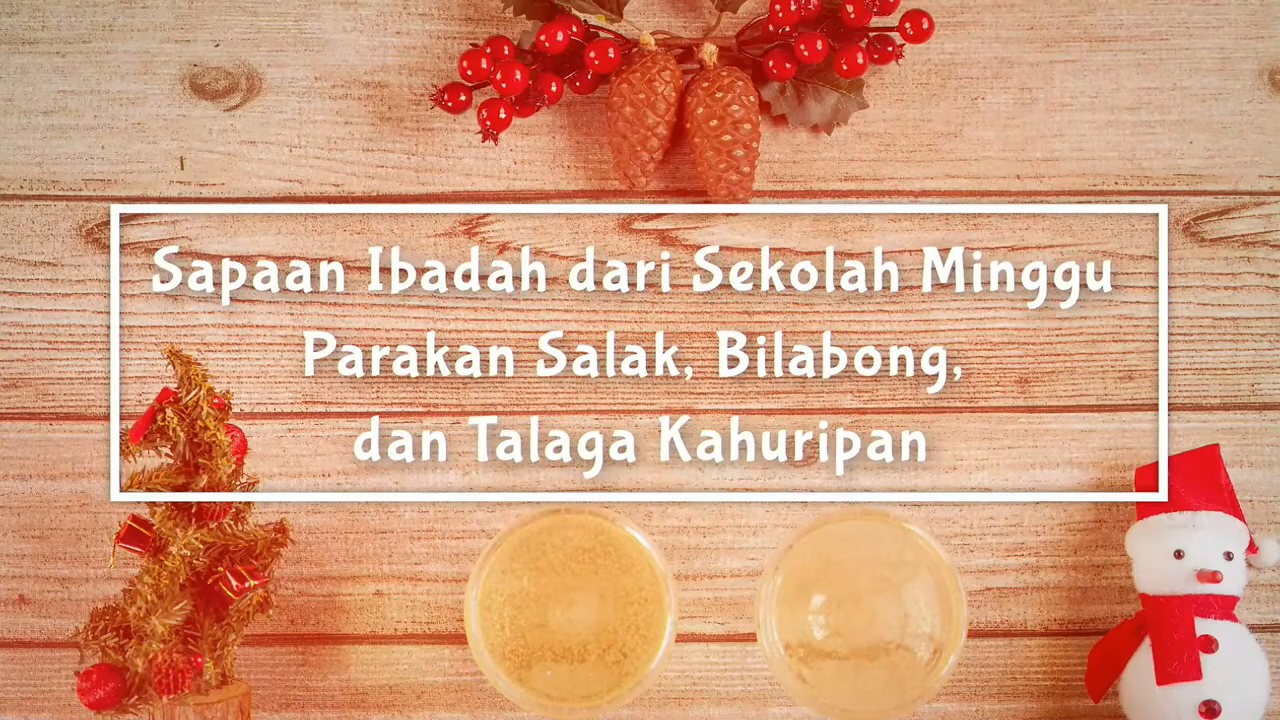 Sapaan Ibadah dari Sekolah Minggu
Parakan Salak, Bilabong,
dan Talaga Kahuripan